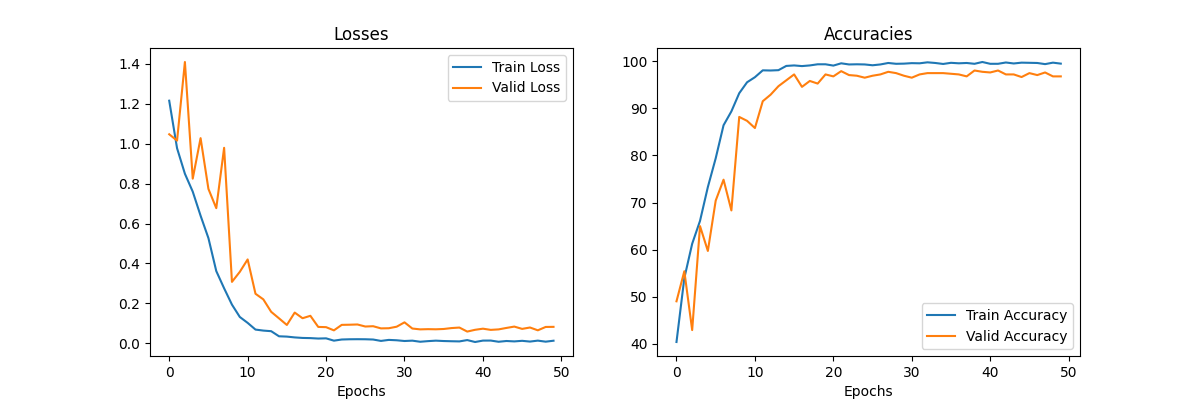 Losses
1.4
1.2
1.0
0.8
0.6
0.4
0.2
0.0
0 10 20 30 40 50
Epochs
Train Loss
Valid Loss
Accuracies
100
90
80
70
60
50
40
0 10 20 30 40 50
Epochs
Train Accuracy
Valid Accuracy